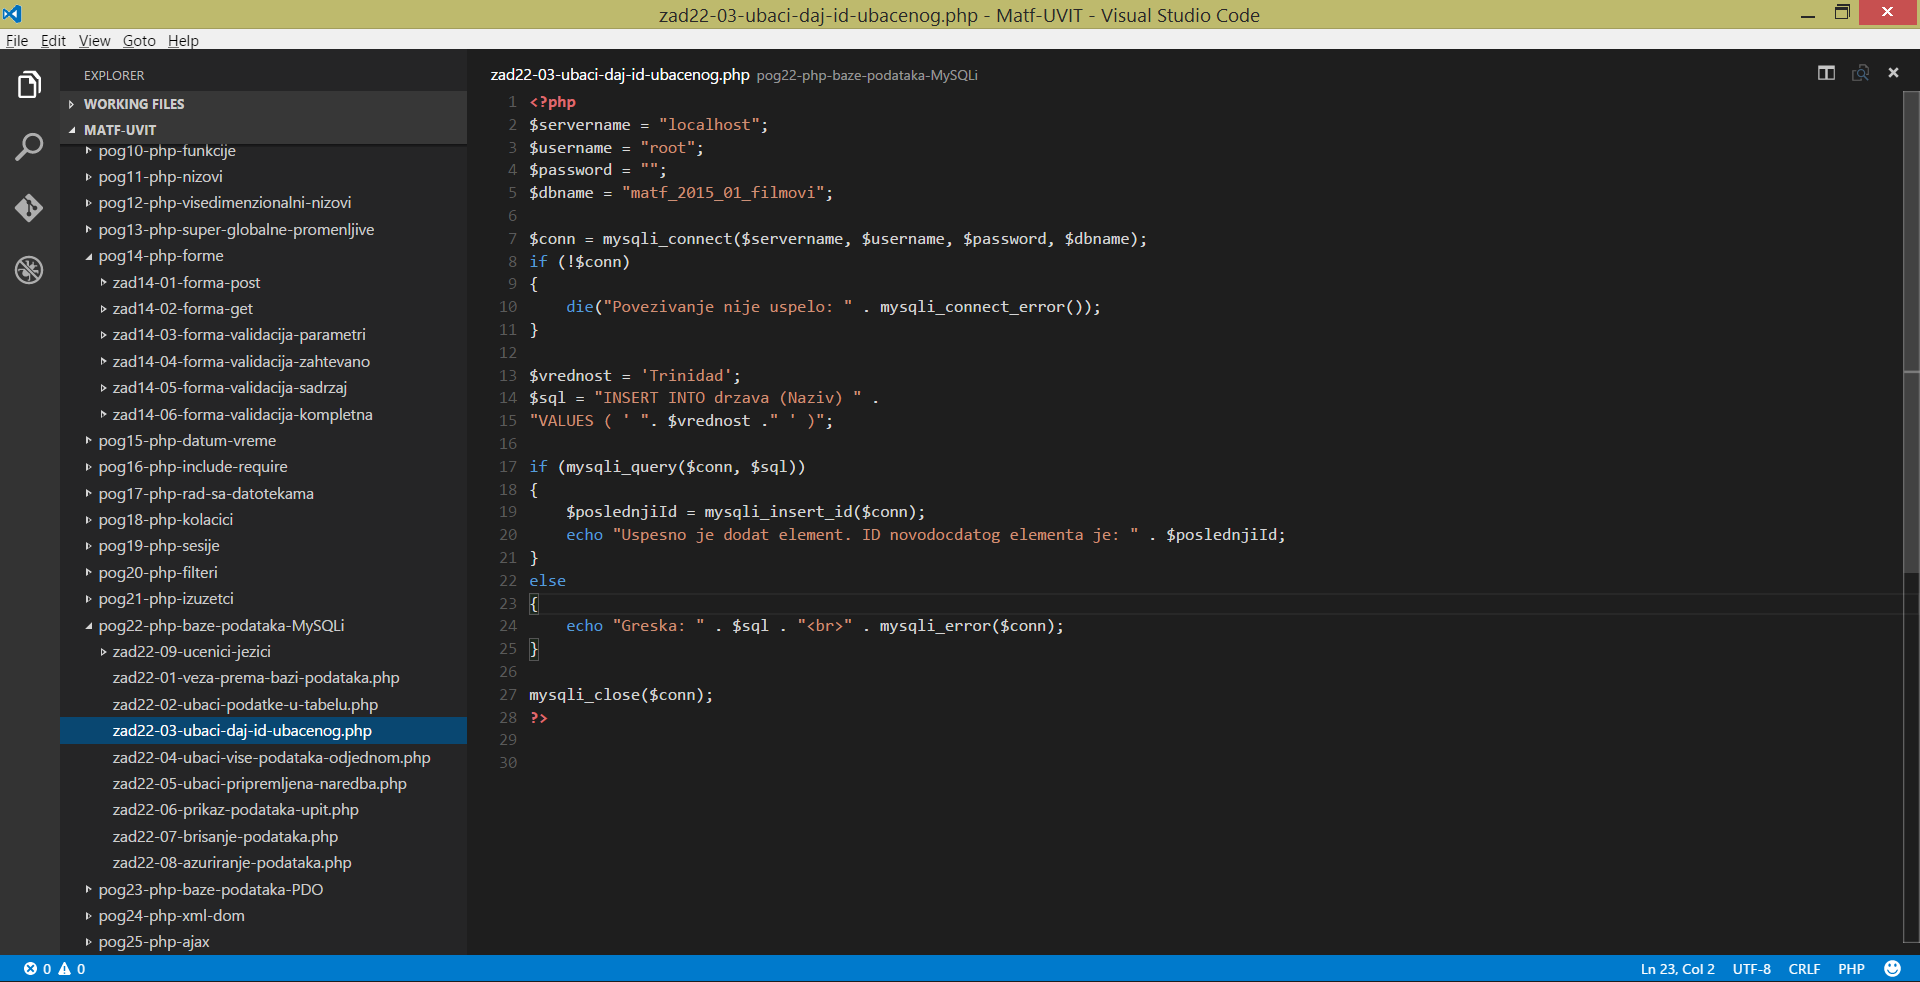 zad22-03-ubaci-daj-id-ubacenog.php - Matf-UVIT - Visual Studio Code
File Edit View Goto Help
EXPLORER
WORKING FILES
MATF-UVIT
pog10-php-funkcije
pog11-php-nizovi
pog12-php-visedimenzionalni-nizovi
pog13-php-super-globalne-promenljive
pog14-php-forme
zad14-01-forma-post
zad14-02-forma-get
zad14-03-forma-validacija-parametri
zad14-04-forma-validacija-zahtevano
zad14-05-forma-validacija-sadrzaj
zad14-06-forma-validacija-kompletna
pog15-php-datum-vreme
pog16-php-include-require
pog17-php-rad-sa-datotekama
pog18-php-kolacici
pog19-php-sesije
pog20-php-filteri
pog21-php-izuzetci
pog22-php-baze-podataka-MySQLi
zad22-09-ucenici-jezici
zad22-01-veza-prema-bazi-podataka.php
zad22-02-ubaci-podatke-u-tabelu.php
zad22-03-ubaci-daj-id-ubacenog.php
zad22-04-ubaci-vise-podataka-odjednom.php
zad22-05-ubaci-pripremljena-naredba.php
zad22-06-prikaz-podataka-upit.php
zad22-07-brisanje-podataka.php
zad22-08-azuriranje-podataka.php
pog23-php-baze-podataka-PDO
pog24-php-xml-dom
pog25-php-ajax
zad22-03-ubaci-daj-id-ubacenog.php pog22-php-baze-podataka-MySQLi
1 <?php
2 $servername = "localhost";
3 $username = "root";
4 $password = "";
5 $dbname = "matf_2015_01_filmovi";
6
7 $conn = mysqli_connect($servername, $username, $password, $dbname);
8 if (!$conn)
9 {
10     die("Povezivanje nije uspelo: " . mysqli_connect_error());
11 }
12
13 $vrednost = 'Trinidad';
14 $sql = "INSERT INTO drzava (Naziv) " .
15 "VALUES ( ' ". $vrednost ." ' )";
16
17 if (mysqli_query($conn, $sql))
18 {
19     $poslednjiId = mysqli_insert_id($conn);
20     echo "Uspesno je dodat element. ID novodocdatog elementa je: " . $poslednjiId;
21 }
22 else
23 {
24     echo "Greska: " . $sql . "<br>" . mysqli_error($conn);
25 }
26
27 mysqli_close($conn);
28 ?>
29
30
0 0 Ln 23, Col 2 UTF-8 CRLF PHP